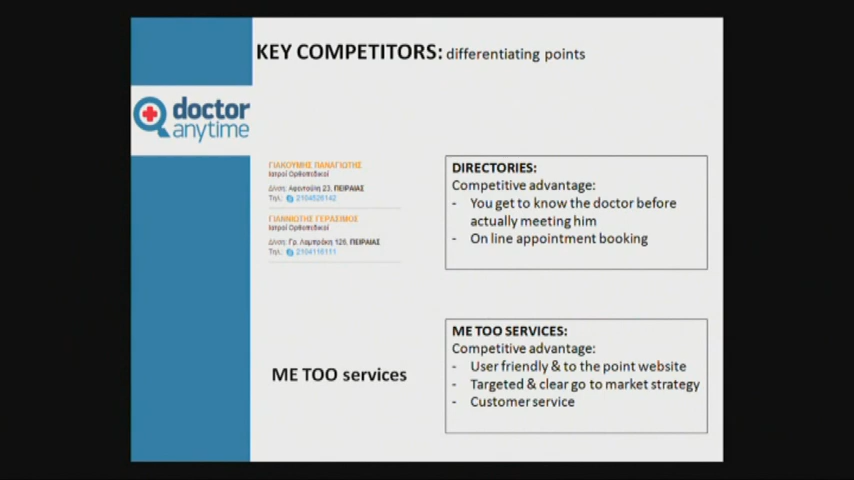 KEY COMPETITORS: differentiating points
doctor
anytime
ΓΙΑΚΟΥΜΗΣ ΠΑΝΑΓΙΩΤΗΣ
Ιατροί Ορθοπεδικοί
Δ/νση: Αφεντούλη 23, ΠΕΙΡΑΙΑΣ
Τηλ.: 2104526142
ΓΙΑΝΝΙΩΤΗΣ ΓΕΡΑΣΙΜΟΣ
Ιατροί Ορθοπεδικοί
Δ/νση: Γρ. Λαμπράκη 126, ΠΕΙΡΑΙΑΣ
Τηλ.: 2104116111
DIRECTORIES:
Competitive advantage:
- You get to know the doctor before
actually meeting him
- On line appointment booking
ME TOO services
ME TOO SERVICES:
Competitive advantage:
- User friendly & to the point website
- Targeted & clear go to market strategy
- Customer service